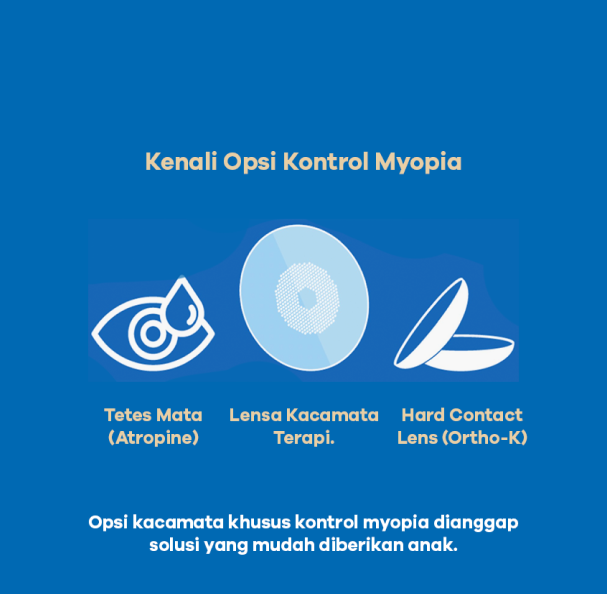 Kenali Opsi Kontrol Myopia
Tetes Mata
(Atropine)
Lensa Kacamata
Terapi.
Hard Contact
Lens (Ortho-K)
Opsi kacamata khusus kontrol myopia dianggap
solusi yang mudah diberikan anak.